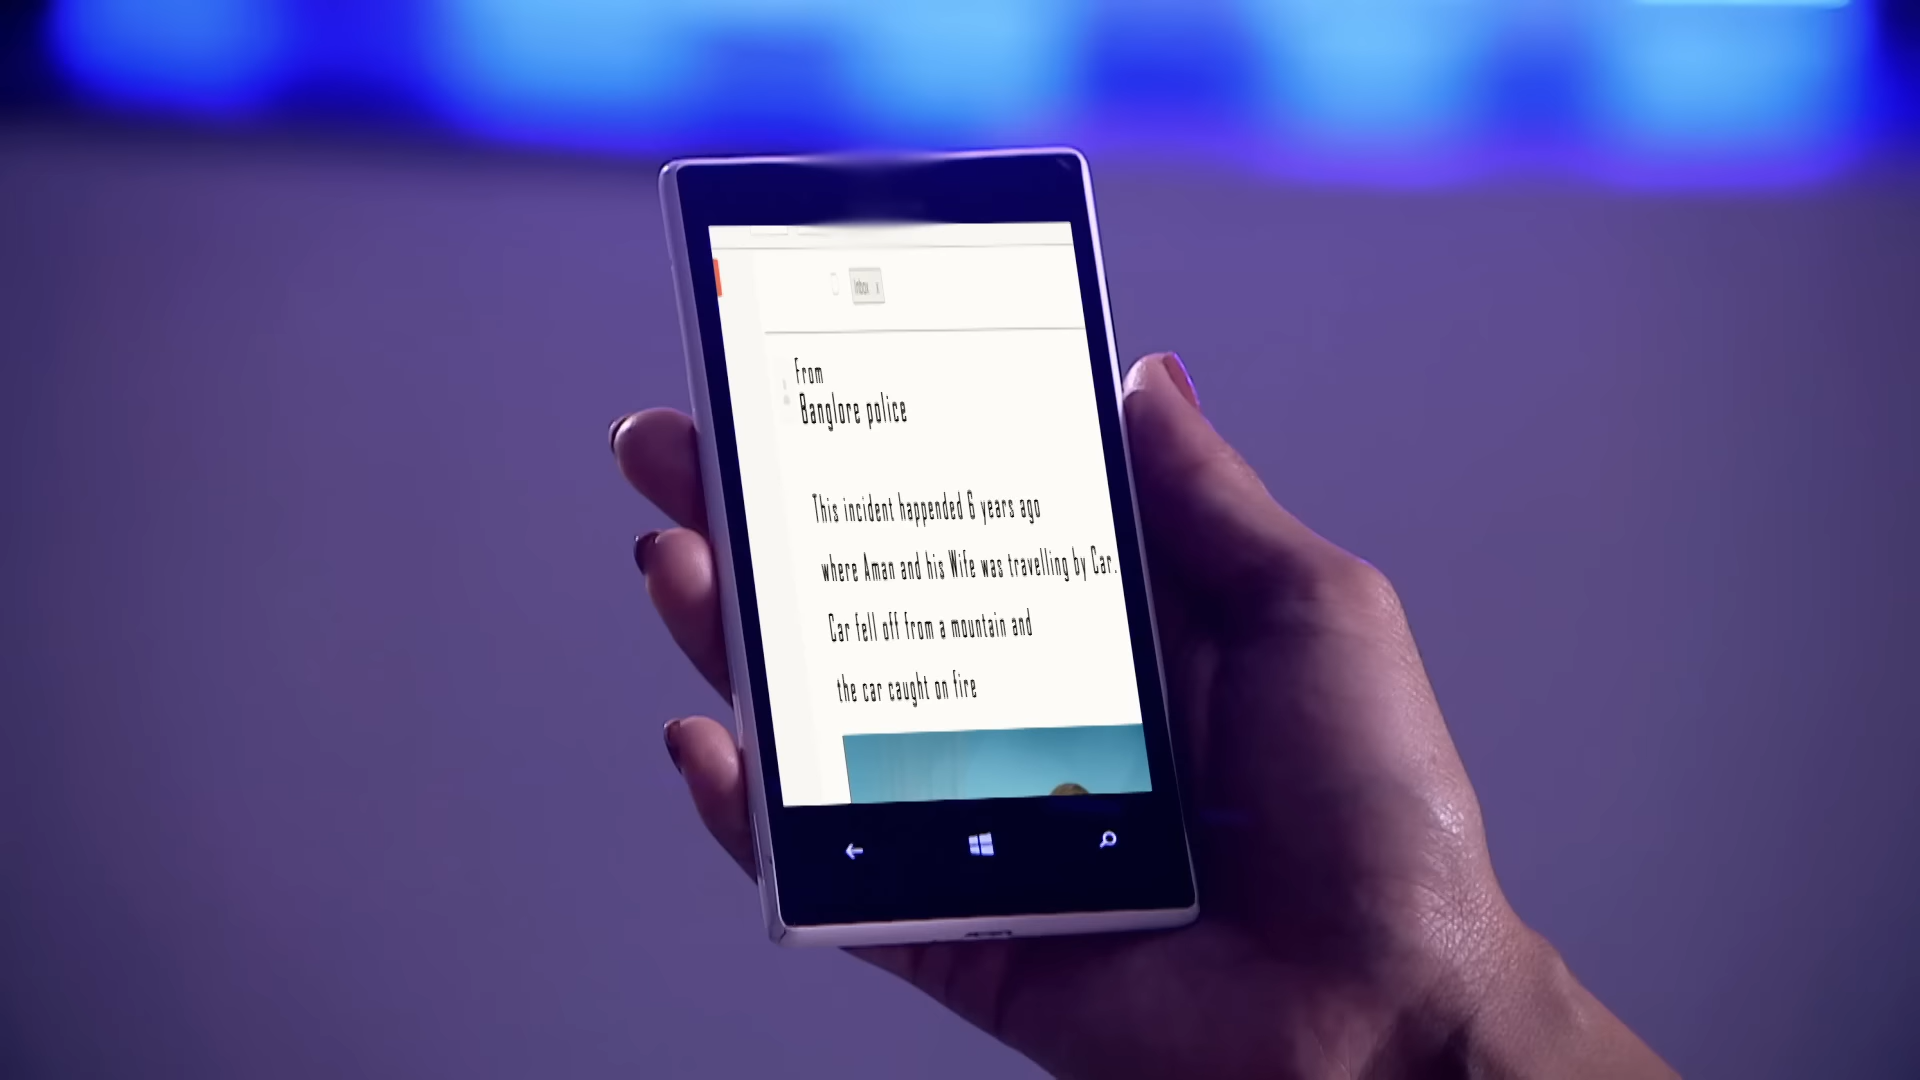 Inbox x
From
Banglore police
This incident happended 6 years ago
where Aman and his Wife was travelling by Car.
Car fell off from a mountain and
the car caught on fire